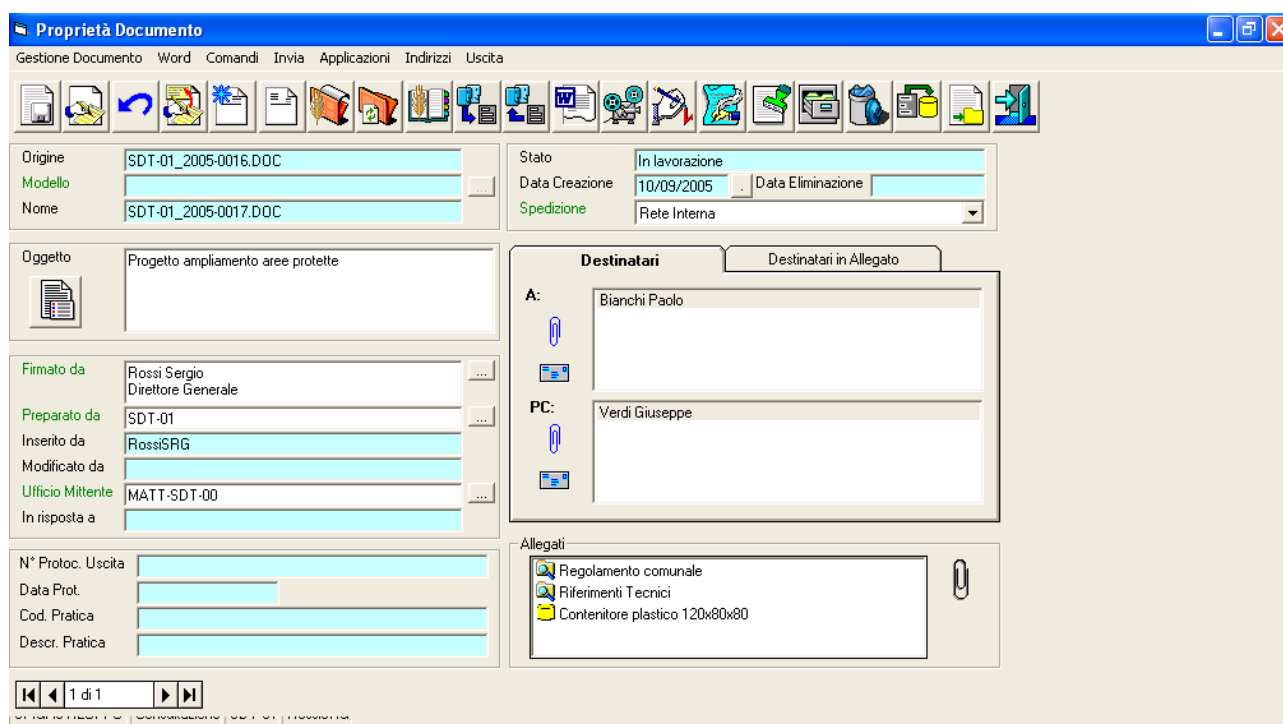 Proprietà Documento
Gestione Documento Word Comandi Invia Applicazioni Indirizzi Uscita
Origine SDT-01_2005-0016.DOC
Modello ...
Nome SDT-01_2005-0017.DOC
Stato In lavorazione
Data Creazione 10/09/2005 . Data Eliminazione
Spedizione Rete Interna
Oggetto Progetto ampliamento aree protette
Firmato da Rossi Sergio ...
Direttore Generale
Preparato da SDT-01 ...
Inserito da RossiSRG
Modificato da
Ufficio Mittente MATT-SDT-00 ...
In risposta a
N° Protoc. Uscita
Data Prot.
Cod. Pratica
Descr. Pratica
Destinatari Destinatari in Allegato
A: Bianchi Paolo
PC: Verdi Giuseppe
Allegati
Regolamento comunale
Riferimenti Tecnici
Contenitore plastico 120x80x80
1 di 1